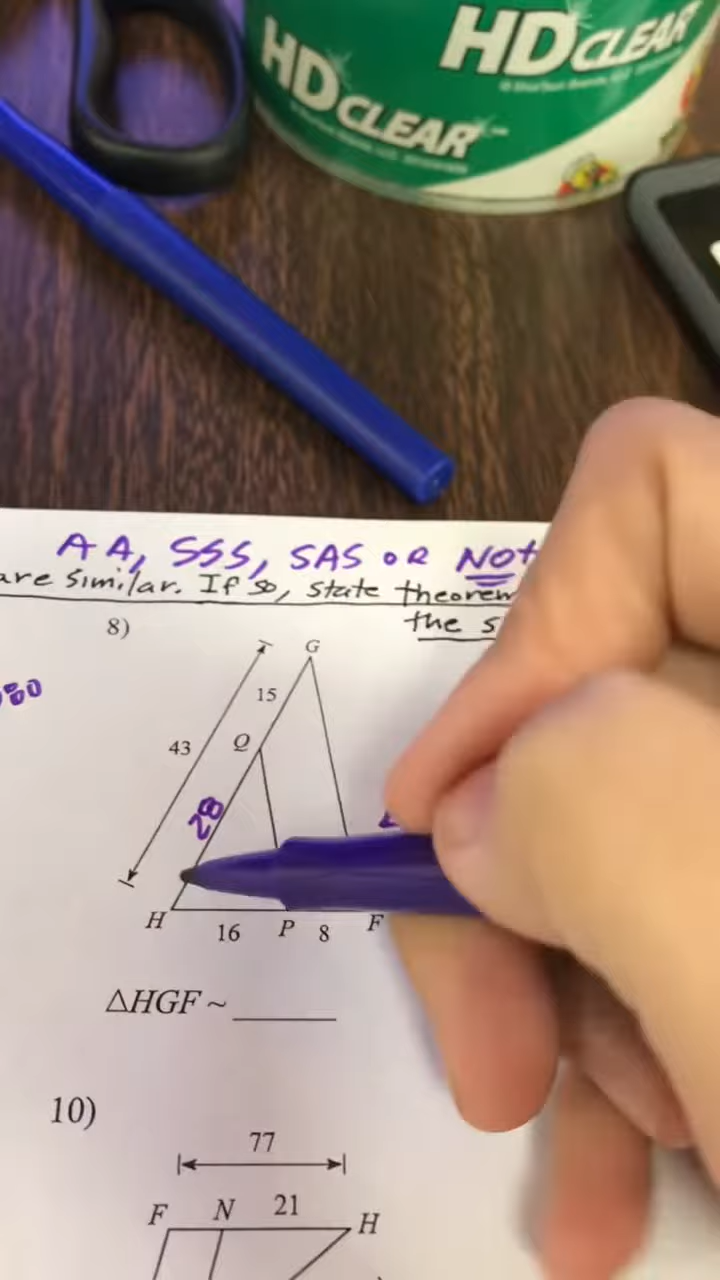 HD CLEAR
HD CLEAR™
AA, SSS, SAS OR NOT
are similar. If so, state theorem
the s
8)
G
15
Q
43
28
H
16
P
8
F
△HGF ~
10)
77
F
N
21
H